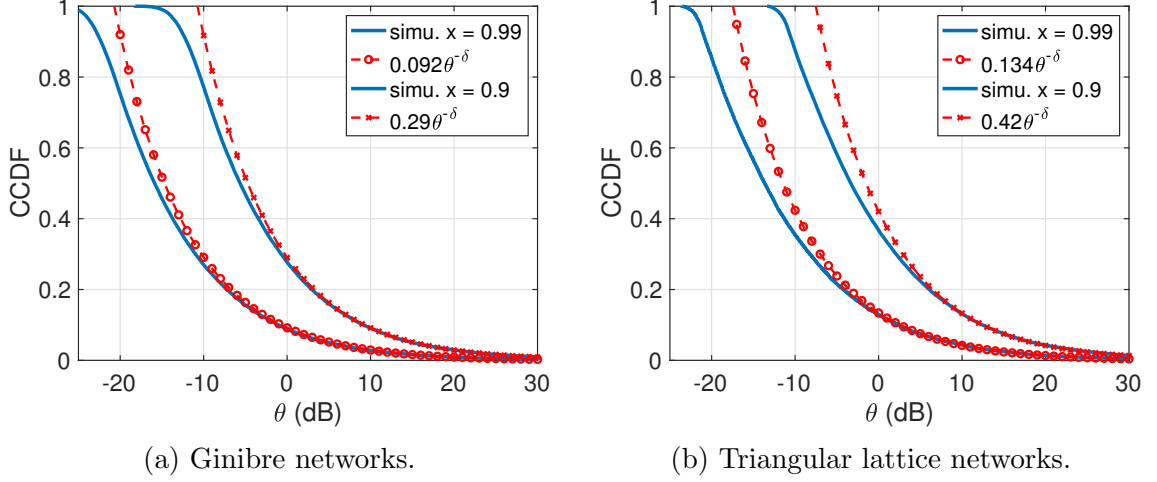 1
0.8
0.6
0.4
0.2
0
CCDF
-20
-10
0
10
20
30
θ (dB)
simu. x = 0.99
0.092θ^-δ
simu. x = 0.9
0.29θ^-δ
(a) Ginibre networks.
1
0.8
0.6
0.4
0.2
0
CCDF
-20
-10
0
10
20
30
θ (dB)
simu. x = 0.99
0.134θ^-δ
simu. x = 0.9
0.42θ^-δ
(b) Triangular lattice networks.